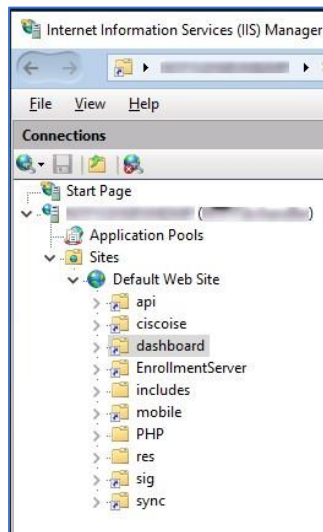 Internet Information Services (IIS) Manager
File View Help
Connections
Start Page
( )
Application Pools
Sites
Default Web Site
api
ciscoise
dashboard
EnrollmentServer
includes
mobile
PHP
res
sig
sync